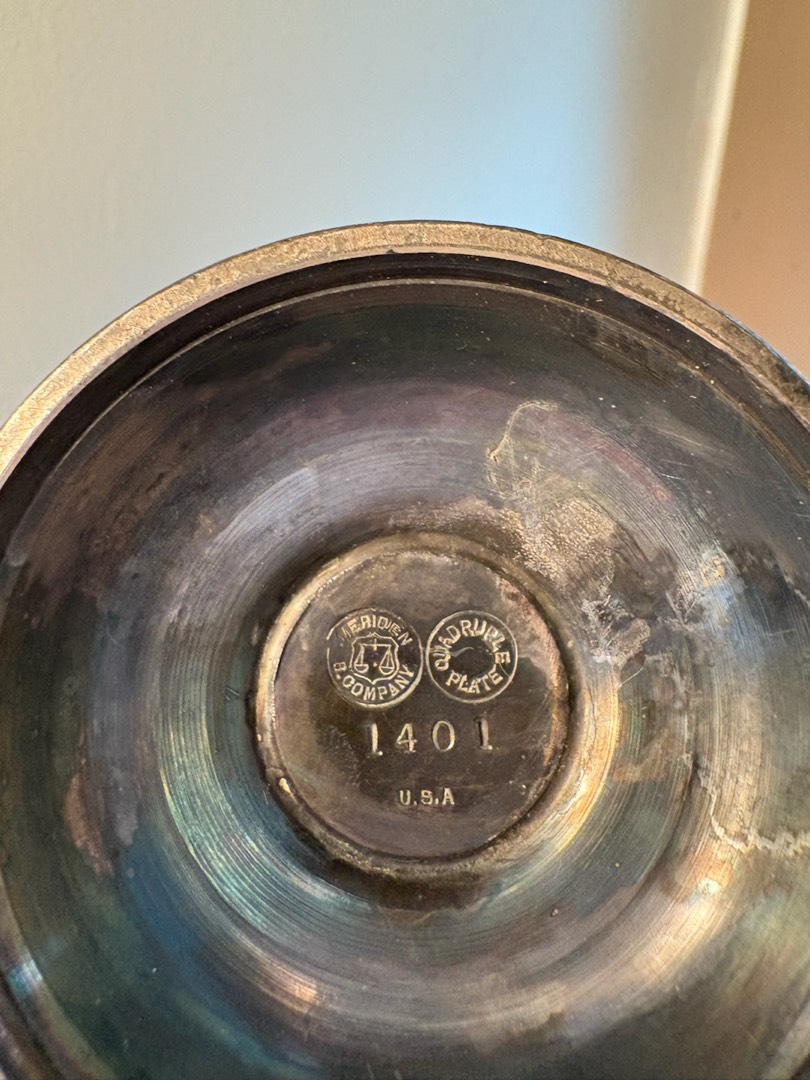 MERIDEN
B. COMPANY
QUADRUPLE
PLATE
1401
U.S.A